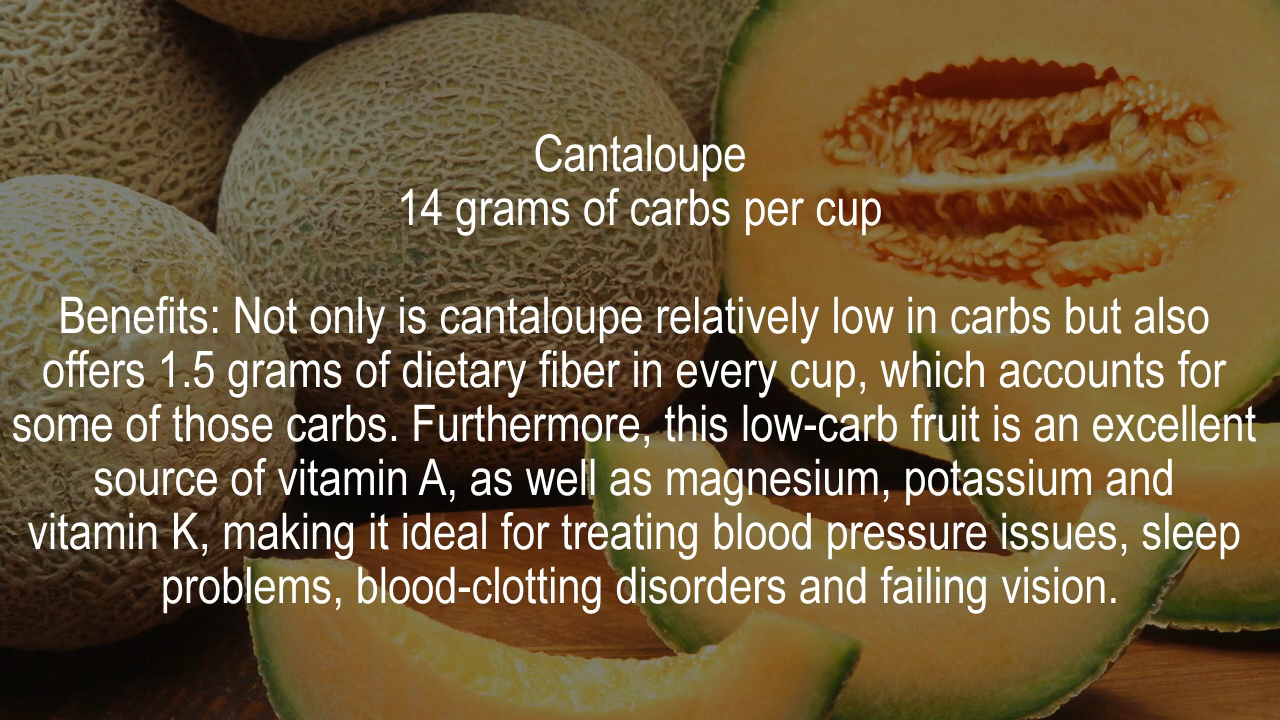 Cantaloupe
14 grams of carbs per cup
Benefits: Not only is cantaloupe relatively low in carbs but also
offers 1.5 grams of dietary fiber in every cup, which accounts for
some of those carbs. Furthermore, this low-carb fruit is an excellent
source of vitamin A, as well as magnesium, potassium and
vitamin K, making it ideal for treating blood pressure issues, sleep
problems, blood-clotting disorders and failing vision.